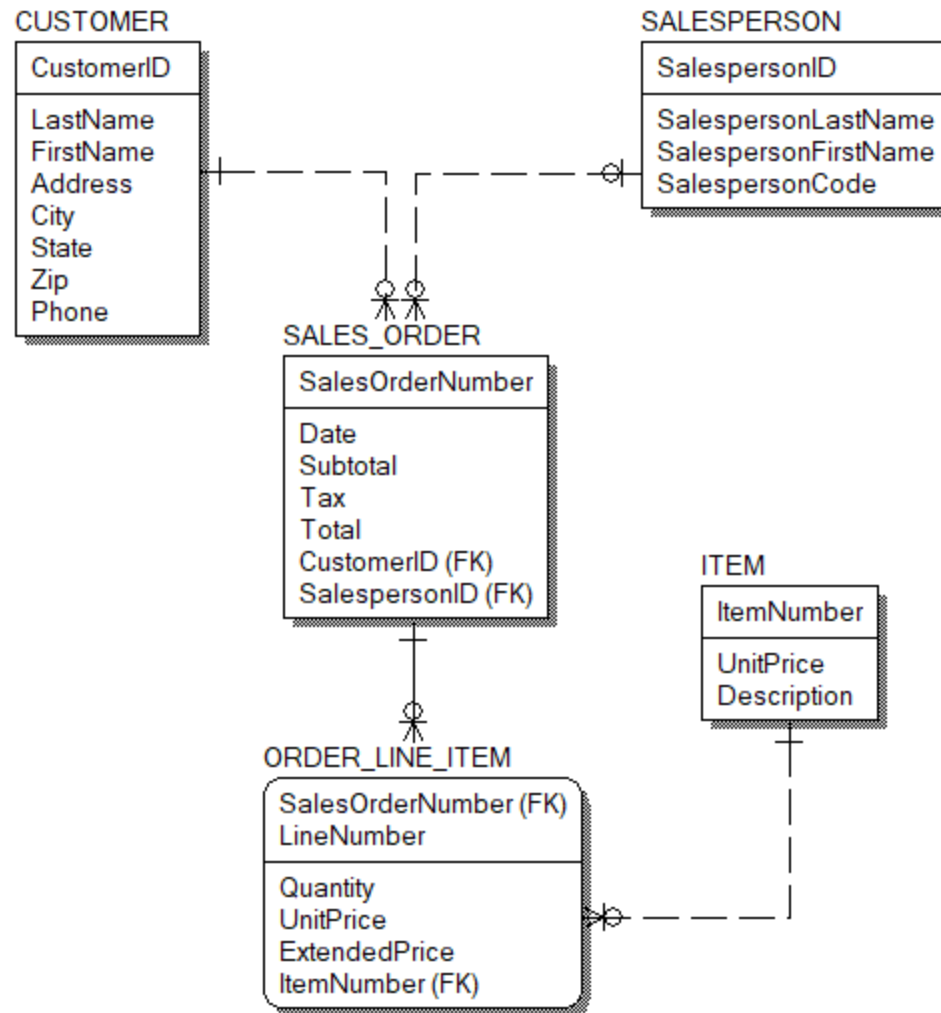 CUSTOMER
CustomerID
LastName
FirstName
Address
City
State
Zip
Phone
SALESPERSON
SalespersonID
SalespersonLastName
SalespersonFirstName
SalespersonCode
SALES_ORDER
SalesOrderNumber
Date
Subtotal
Tax
Total
CustomerID (FK)
SalespersonID (FK)
ITEM
ItemNumber
UnitPrice
Description
ORDER_LINE_ITEM
SalesOrderNumber (FK)
LineNumber
Quantity
UnitPrice
ExtendedPrice
ItemNumber (FK)